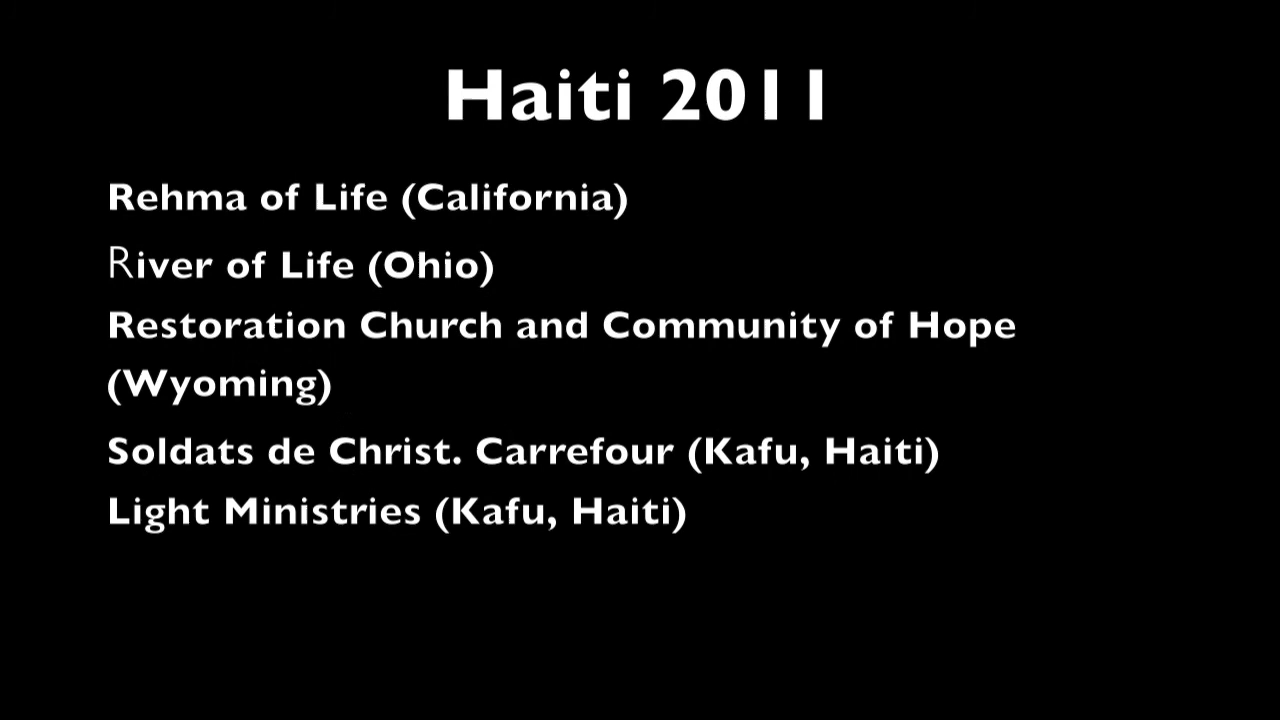 Haiti 2011
Rehma of Life (California)
River of Life (Ohio)
Restoration Church and Community of Hope
(Wyoming)
Soldats de Christ. Carrefour (Kafu, Haiti)
Light Ministries (Kafu, Haiti)